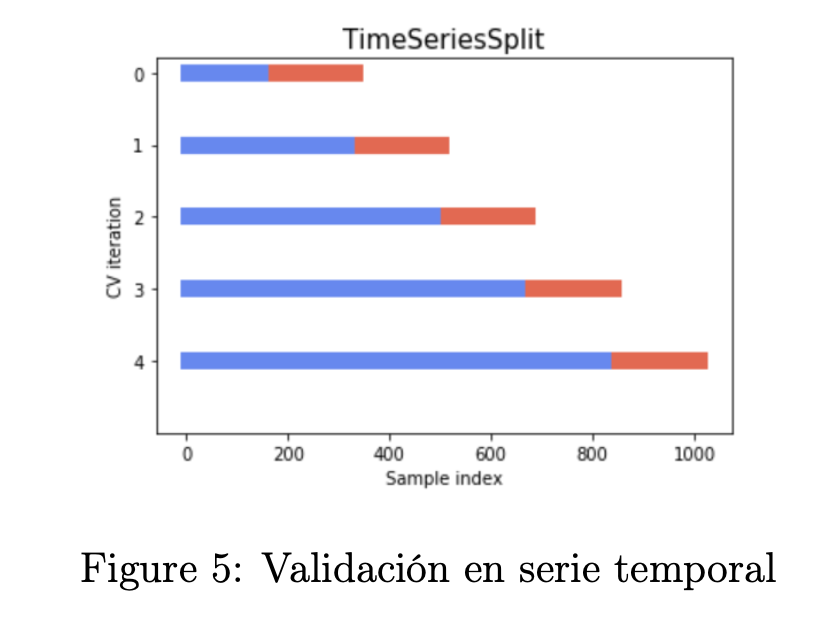 TimeSeriesSplit
0
1
2
3
4
CV iteration
0 200 400 600 800 1000
Sample index
Figure 5: Validación en serie temporal